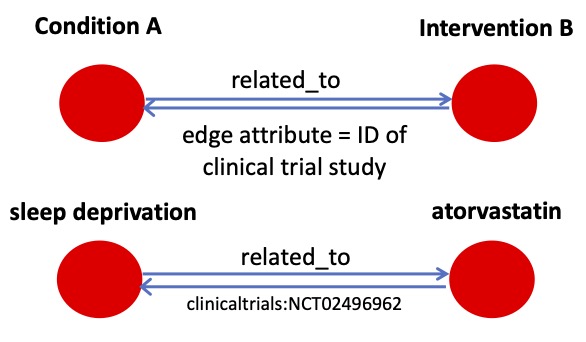 Condition A
Intervention B
related_to
edge attribute = ID of
clinical trial study
sleep deprivation
atorvastatin
related_to
clinicaltrials:NCT02496962